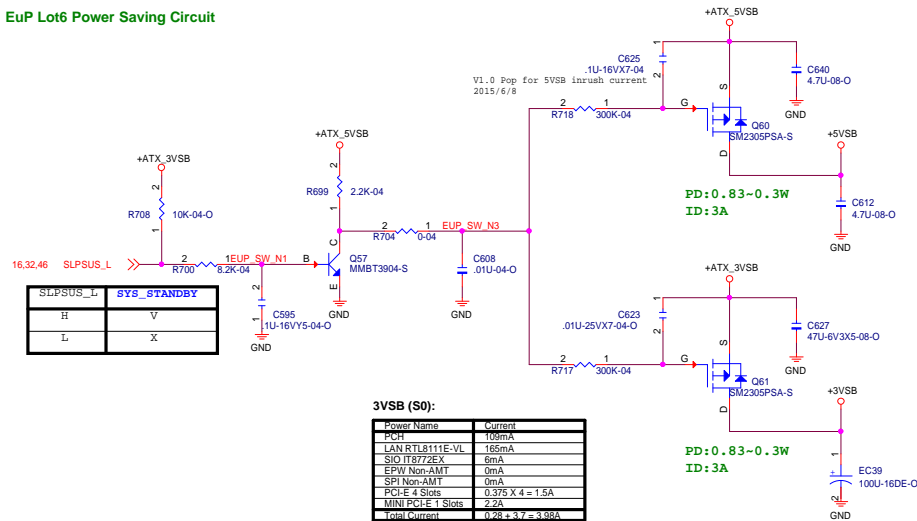 EuP Lot6 Power Saving Circuit
+ATX_5VSB
C625
.1U-16VX7-04
V1.0 Pop for 5VSB inrush current
2015/6/8
C640
4.7U-08-O
GND
R718
300K-04
Q60
SM2305PSA-S
+5VSB
PD:0.83~0.3W
ID:3A
C612
4.7U-08-O
GND
+ATX_5VSB
+ATX_3VSB
R699
2.2K-04
R708
10K-04-O
R704
0-04
EUP_SW_N3
16,32,46 SLPSUS_L
R700
8.2K-04
EUP_SW_N1
Q57
MMBT3904-S
GND
C608
.01U-04-O
GND
C595
.1U-16VY5-04-O
GND
SLPSUS_L SYS_STANDBY
H V
L X
+ATX_3VSB
C623
.01U-25VX7-04-O
C627
47U-6V3X5-08-O
GND
R717
300K-04
Q61
SM2305PSA-S
+3VSB
PD:0.83~0.3W
ID:3A
EC39
100U-16DE-O
GND
3VSB (S0):
Power Name Current
PCH 109mA
LAN RTL8111E-VL 165mA
SIO IT8772EX 6mA
EPW Non-AMT 0mA
SPI Non-AMT 0mA
PCI-E 4 Slots 0.375 X 4 = 1.5A
MINI PCI-E 1 Slots 2.2A
Total Current 0.28 + 3.7 = 3.98A